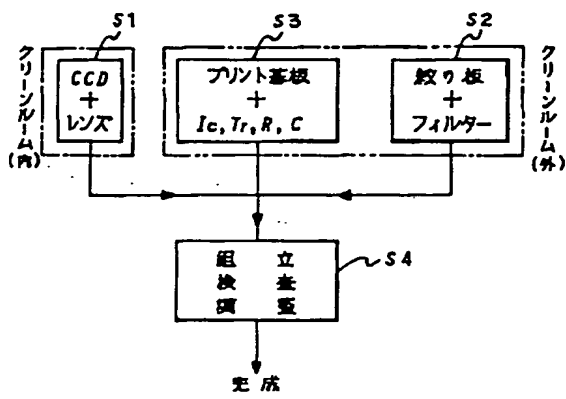 S1
S3
S2
クリーンルーム(内)
CCD
+
レンズ
プリント基板
+
Ic, Tr, R, C
絞り板
+
フィルター
クリーンルーム(外)
組立
検査
調整
S4
完成